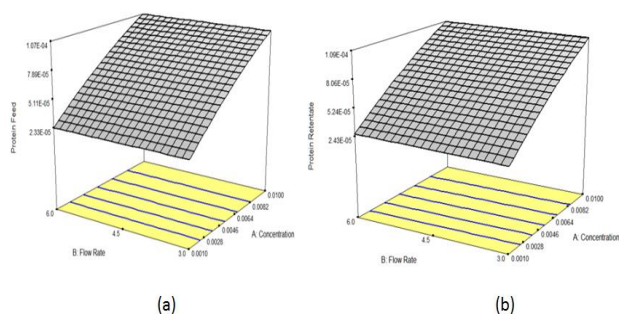 1.07E-04
7.89E-05
5.11E-05
2.33E-05
Protein Feed
6.0
4.5
3.0
B: Flow Rate
0.0010
0.0028
0.0046
0.0064
0.0082
0.0100
A: Concentration
(a)
1.09E-04
8.06E-05
5.24E-05
2.43E-05
Protein Retentate
6.0
4.5
3.0
B: Flow Rate
0.0010
0.0028
0.0046
0.0064
0.0082
0.0100
A: Concentration
(b)